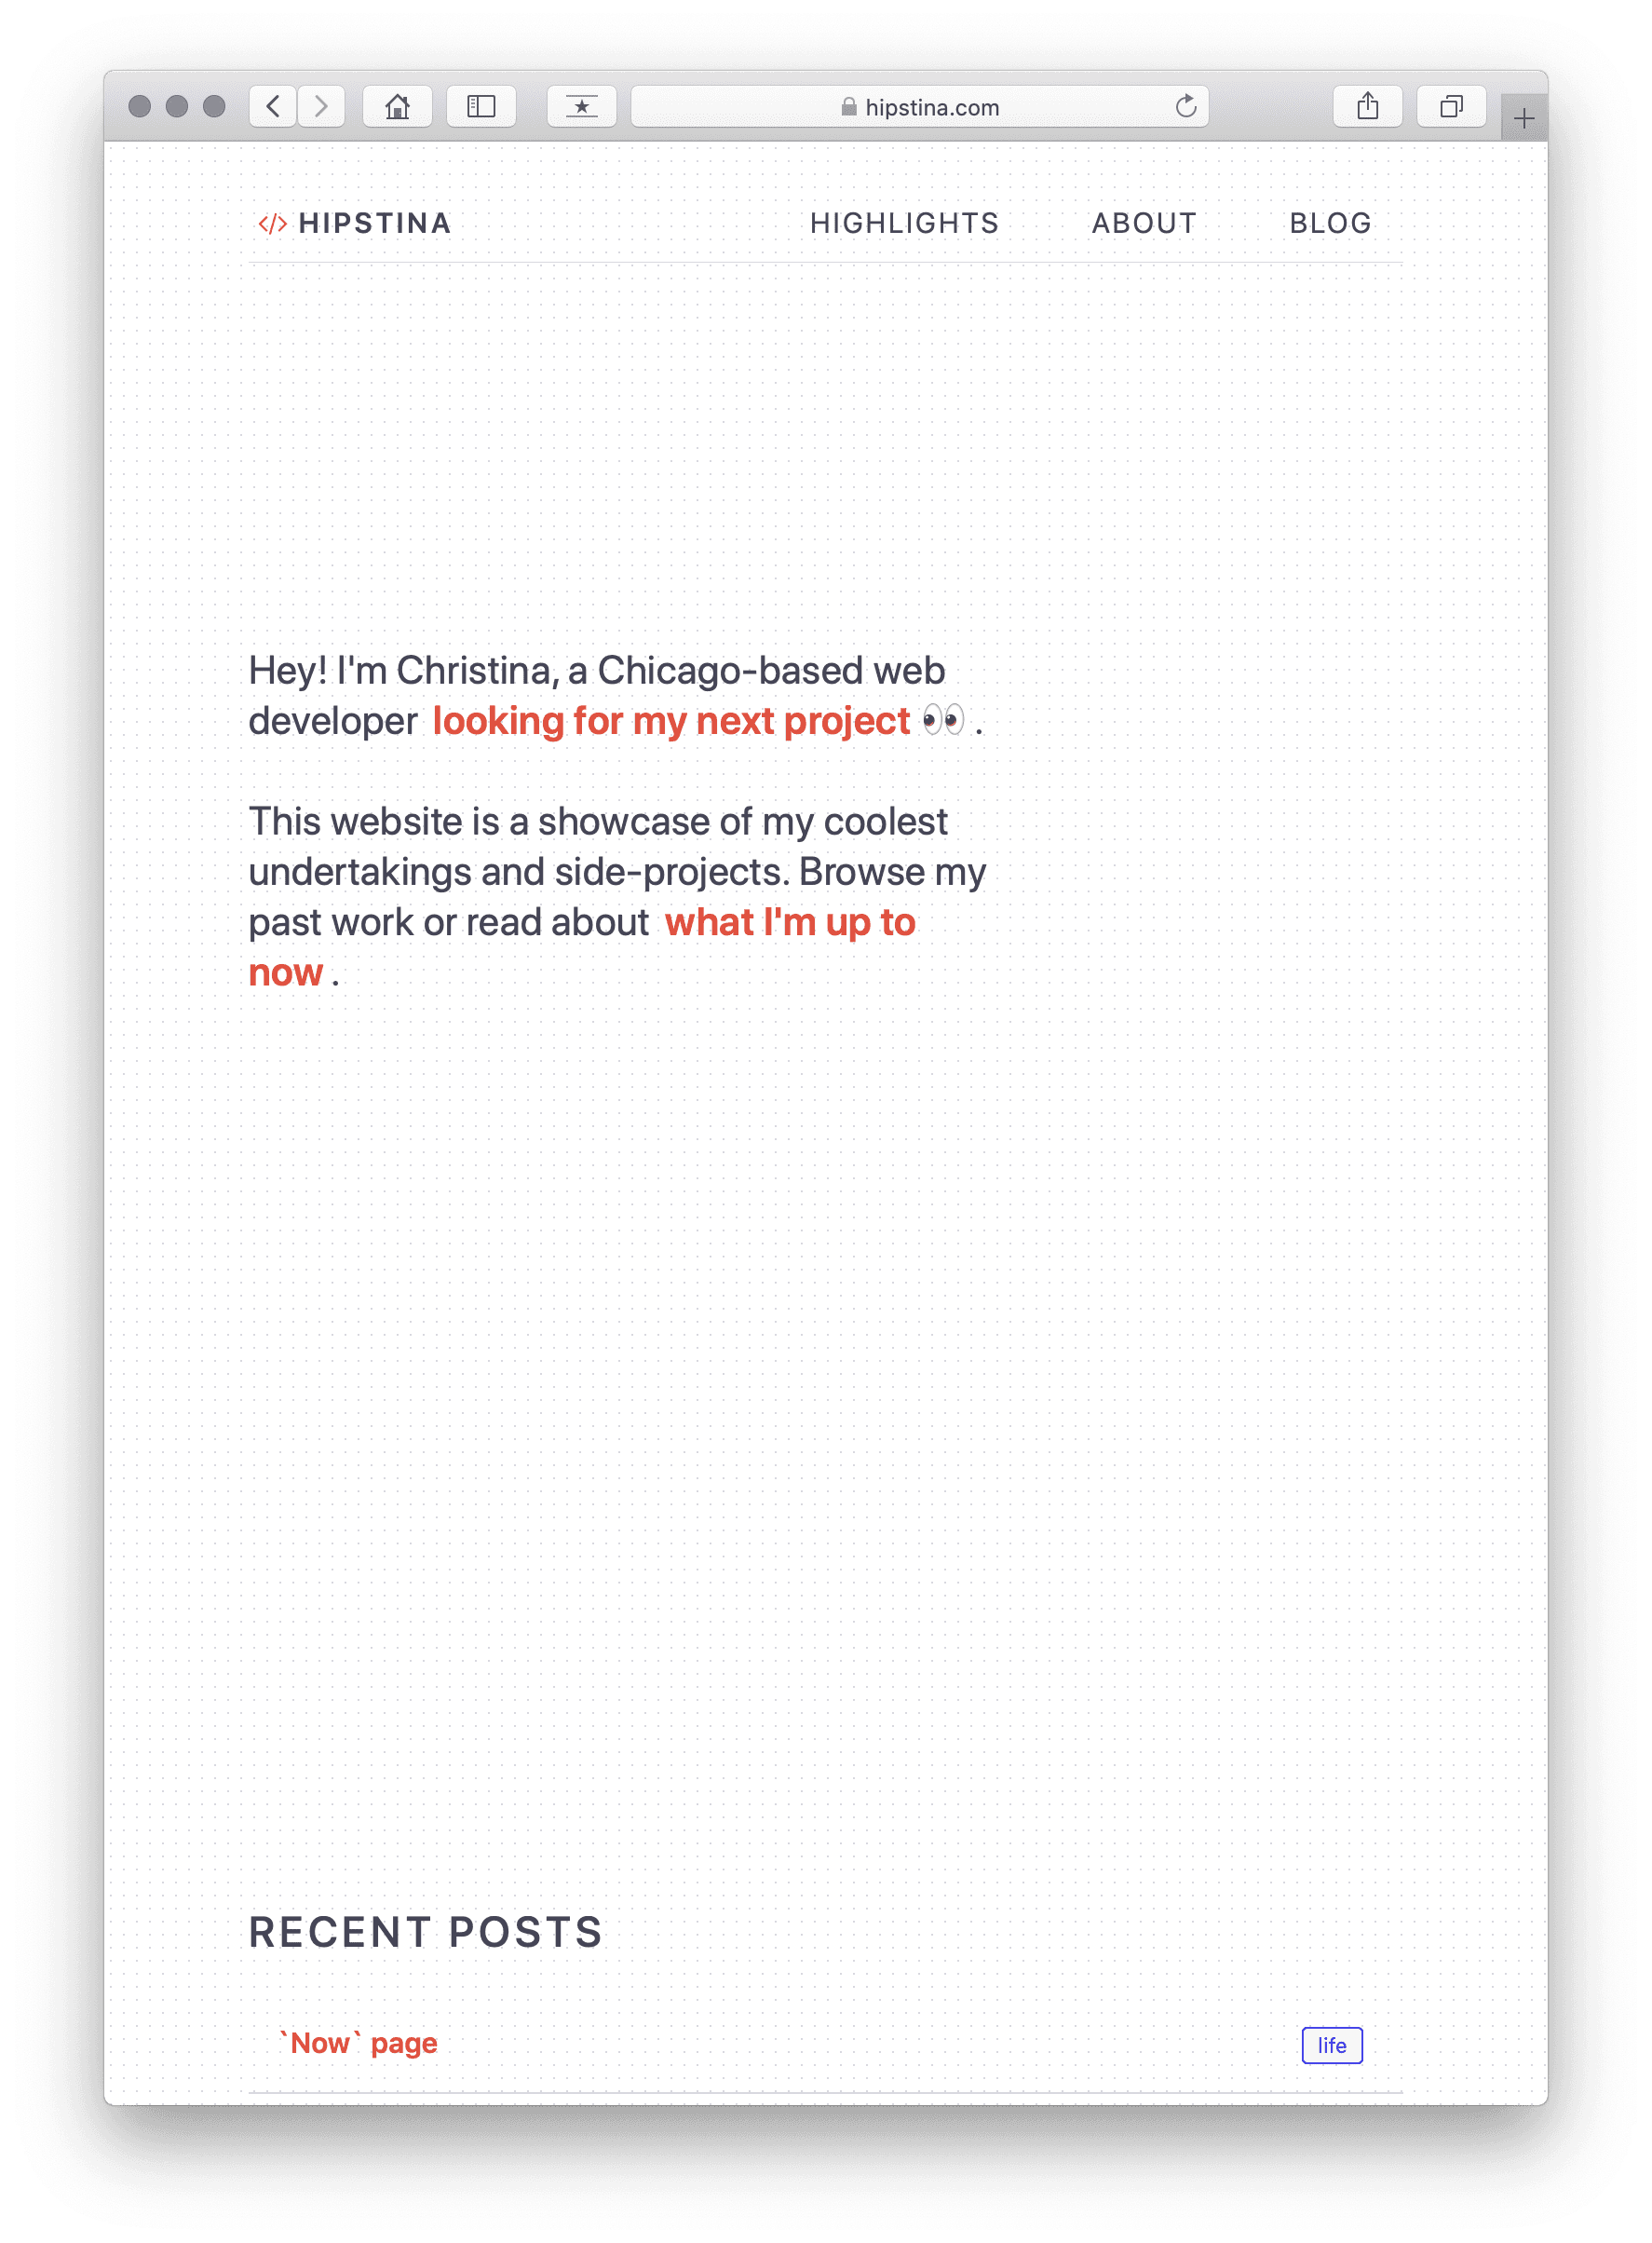 hipstina.com
</> HIPSTINA HIGHLIGHTS ABOUT BLOG
Hey! I'm Christina, a Chicago-based web
developer looking for my next project 👀 .
This website is a showcase of my coolest
undertakings and side-projects. Browse my
past work or read about what I'm up to
now .
RECENT POSTS
`Now` page life